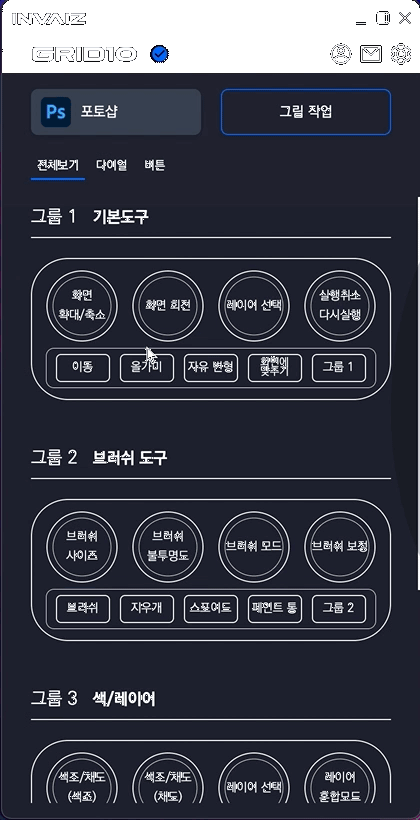 INVAIZ
GRID10
Ps 포토샵
그림 작업
전체보기 다이얼 버튼
그룹 1 기본도구
화면
확대/축소
화면 회전
레이어 선택
실행취소
다시실행
이동
올가미
자유 변형
화면에
맞추기
그룹 1
그룹 2 브러쉬 도구
브러쉬
사이즈
브러쉬
불투명도
브러쉬 모드
브러쉬 보정
브러쉬
지우개
스포이드
페인트 통
그룹 2
그룹 3 색/레이어
색조/채도
(색조)
색조/채도
(채도)
레이어 선택
레이어
혼합모드